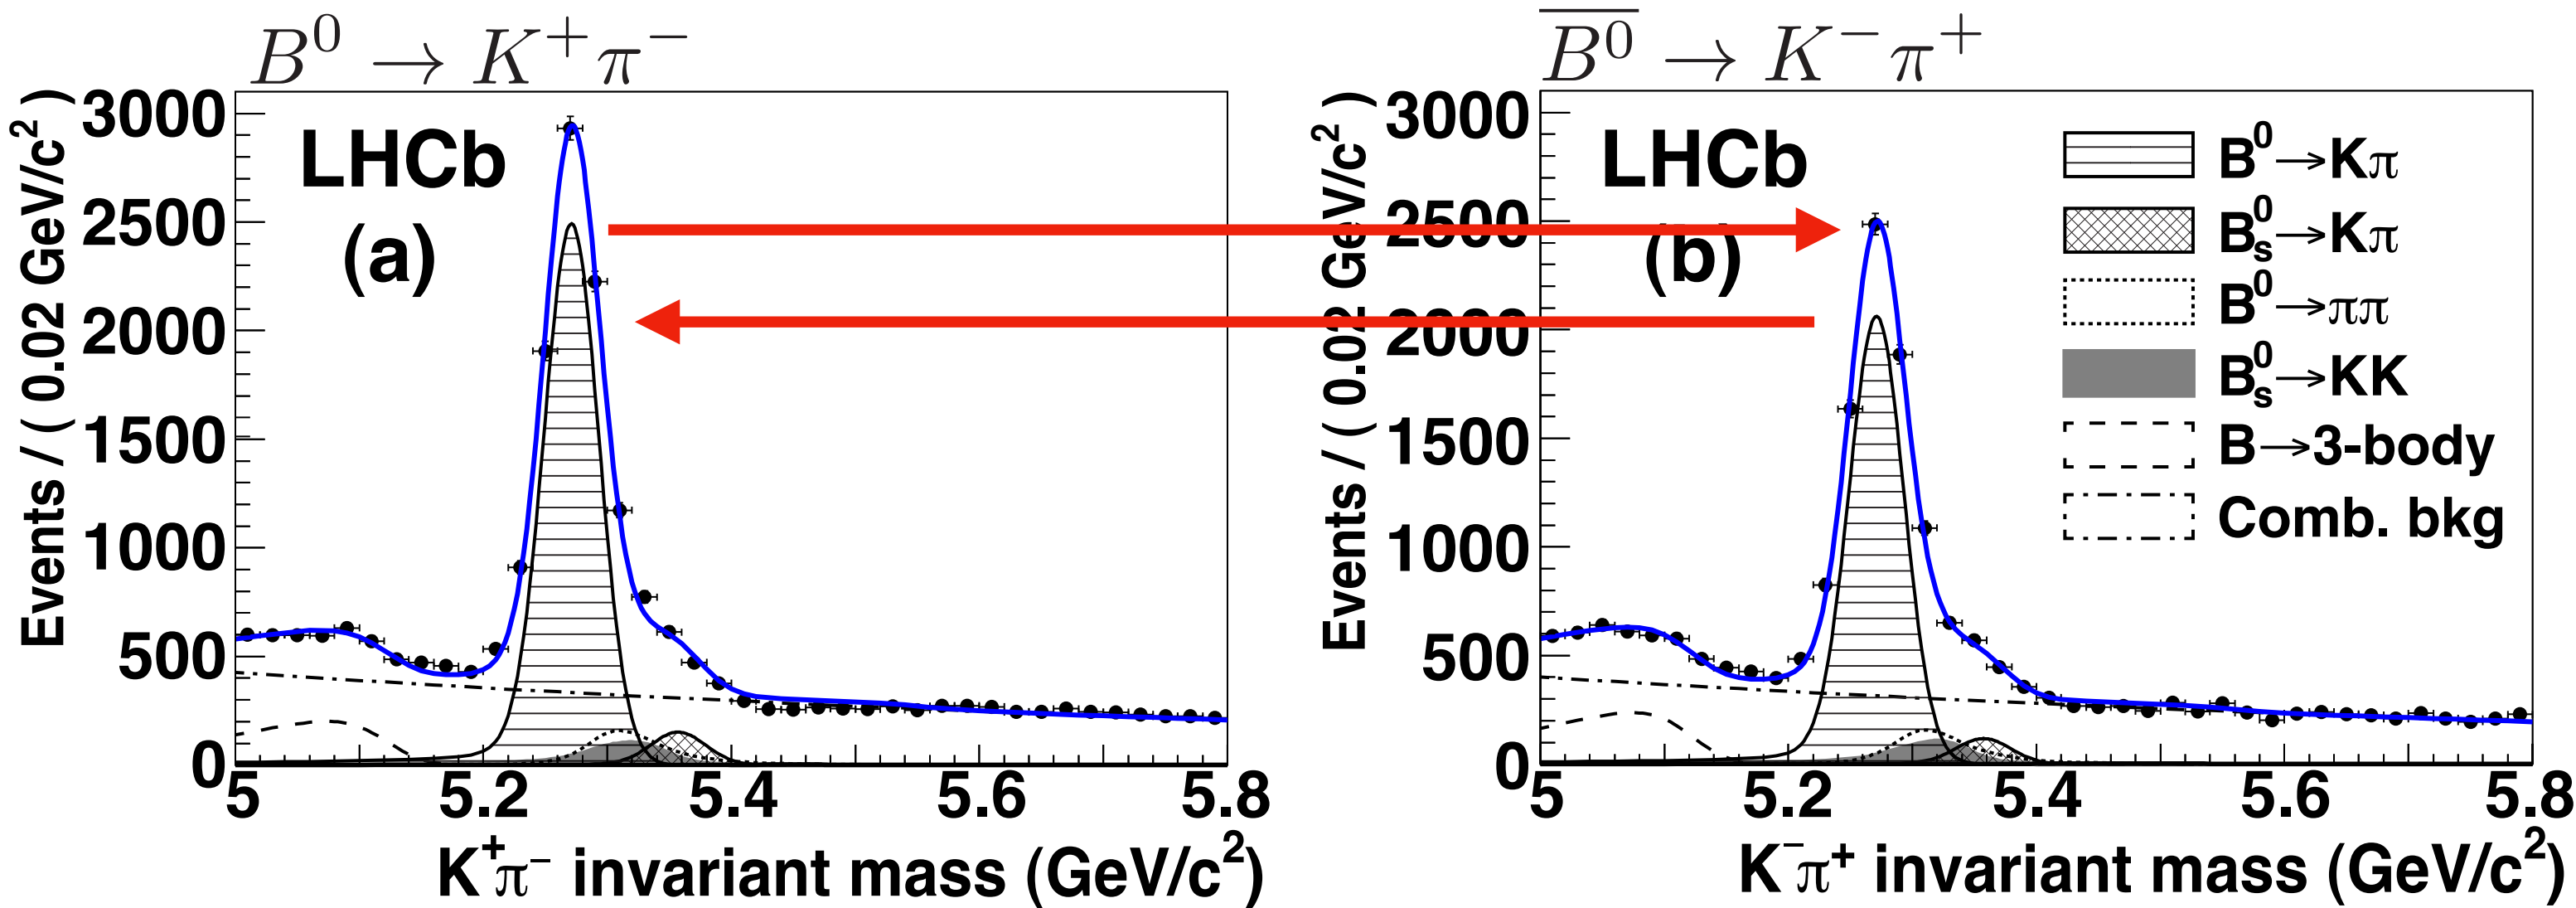 B⁰ → K⁺π⁻
LHCb
(a)
Events / ( 0.02 GeV/c²)
3000
2500
2000
1500
1000
500
0
5 5.2 5.4 5.6 5.8
K⁺π⁻ invariant mass (GeV/c²)
B̅⁰ → K⁻π⁺
LHCb
(b)
Events / ( 0.02 GeV/c²)
3000
2500
2000
1500
1000
500
0
5 5.2 5.4 5.6 5.8
K⁻π⁺ invariant mass (GeV/c²)
B⁰→Kπ
B⁰ₛ→Kπ
B⁰→ππ
B⁰ₛ→KK
B→3-body
Comb. bkg